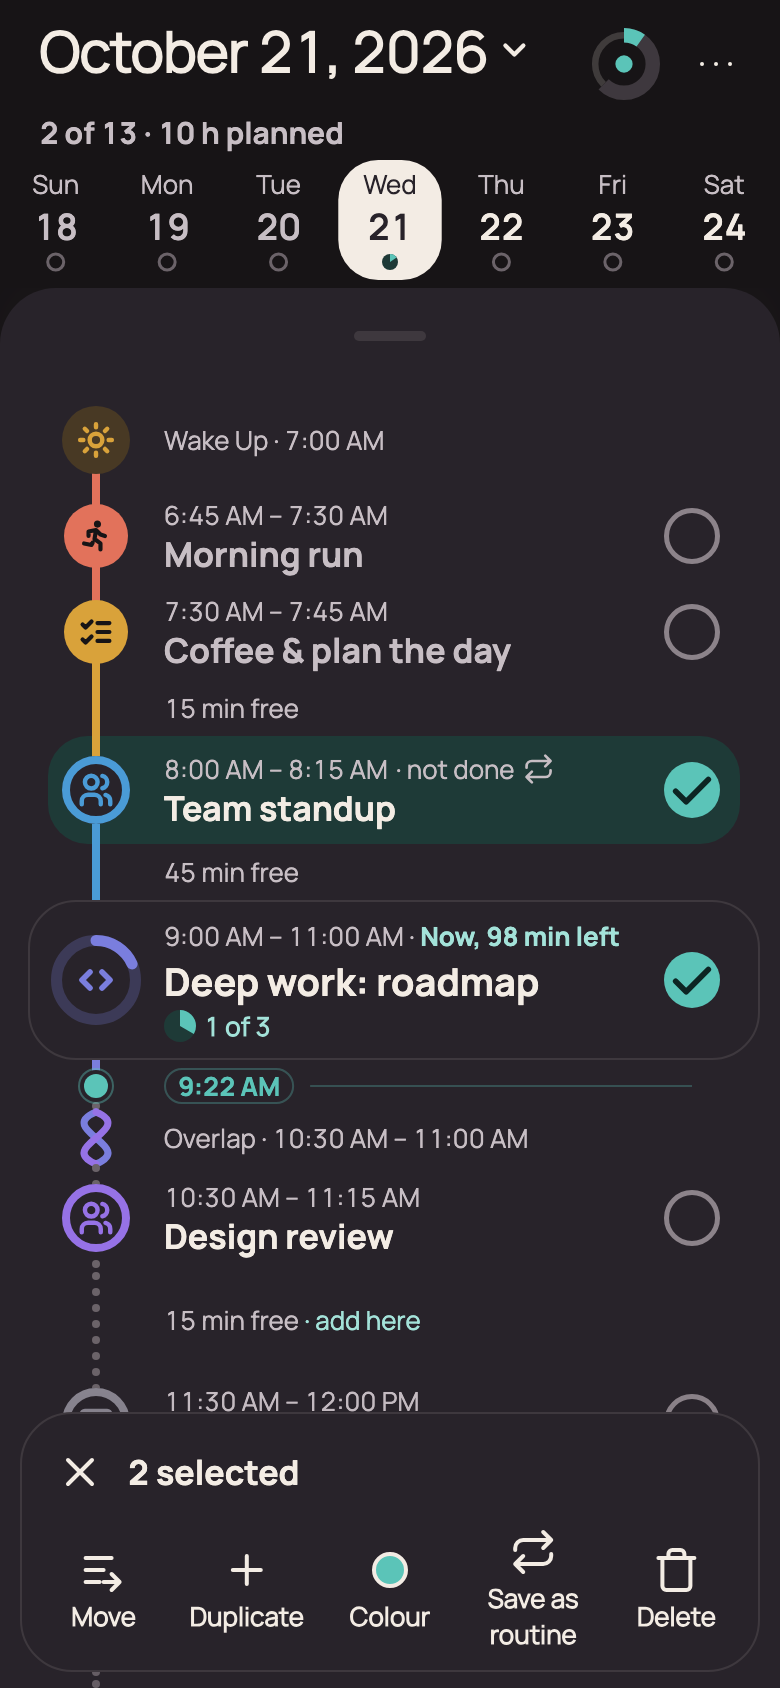 October 21, 2026
2 of 13 · 10 h planned
Sun Mon Tue Wed Thu Fri Sat
18 19 20 21 22 23 24
Wake Up · 7:00 AM
6:45 AM – 7:30 AM
Morning run
7:30 AM – 7:45 AM
Coffee & plan the day
15 min free
8:00 AM – 8:15 AM · not done
Team standup
45 min free
9:00 AM – 11:00 AM · Now, 98 min left
Deep work: roadmap
1 of 3
9:22 AM
Overlap · 10:30 AM – 11:00 AM
10:30 AM – 11:15 AM
Design review
15 min free · add here
11:30 AM – 12:00 PM
2 selected
Move Duplicate Colour Save as routine Delete